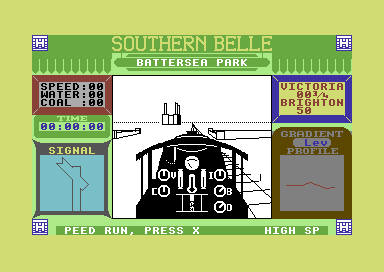 SOUTHERN BELLE
BATTERSEA PARK
SPEED:00
WATER:00
COAL :00
VICTORIA
00¾
BRIGHTON
50
TIME
00:00:00
SIGNAL
GRADIENT
Lev
PROFILE
V
I
C
B
D
PEED RUN, PRESS X HIGH SP